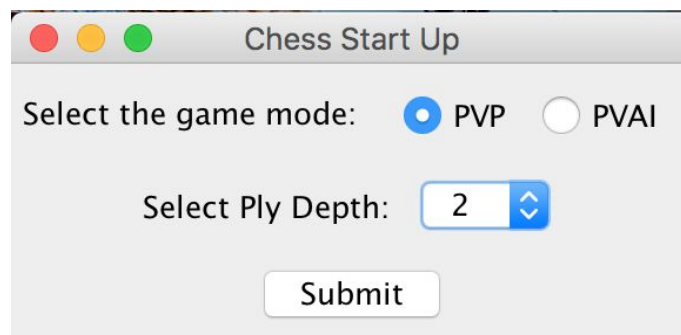 Chess Start Up
Select the game mode: PVP PVAI
Select Ply Depth: 2
Submit